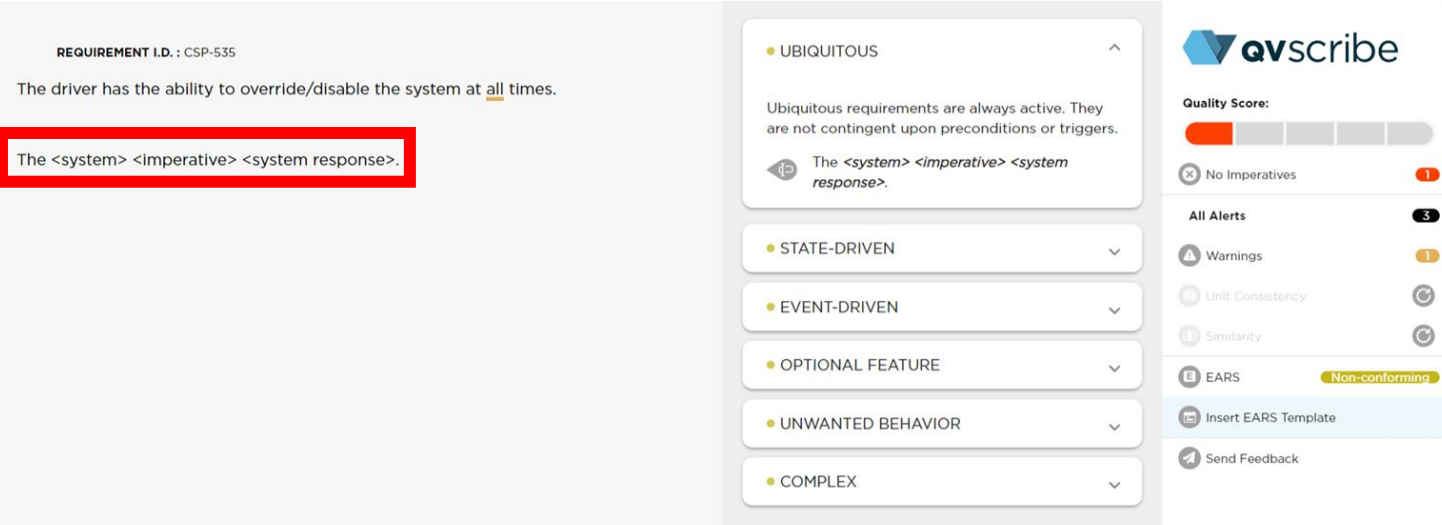 REQUIREMENT I.D. : CSP-535
The driver has the ability to override/disable the system at all times.
The <system> <imperative> <system response>.
UBIQUITOUS
Ubiquitous requirements are always active. They
are not contingent upon preconditions or triggers.
The <system> <imperative> <system
response>.
STATE-DRIVEN
EVENT-DRIVEN
OPTIONAL FEATURE
UNWANTED BEHAVIOR
COMPLEX
qvscribe
Quality Score:
No Imperatives 1
All Alerts 3
Warnings 1
Unit Consistency
Similarity
EARS Non-conforming
Insert EARS Template
Send Feedback